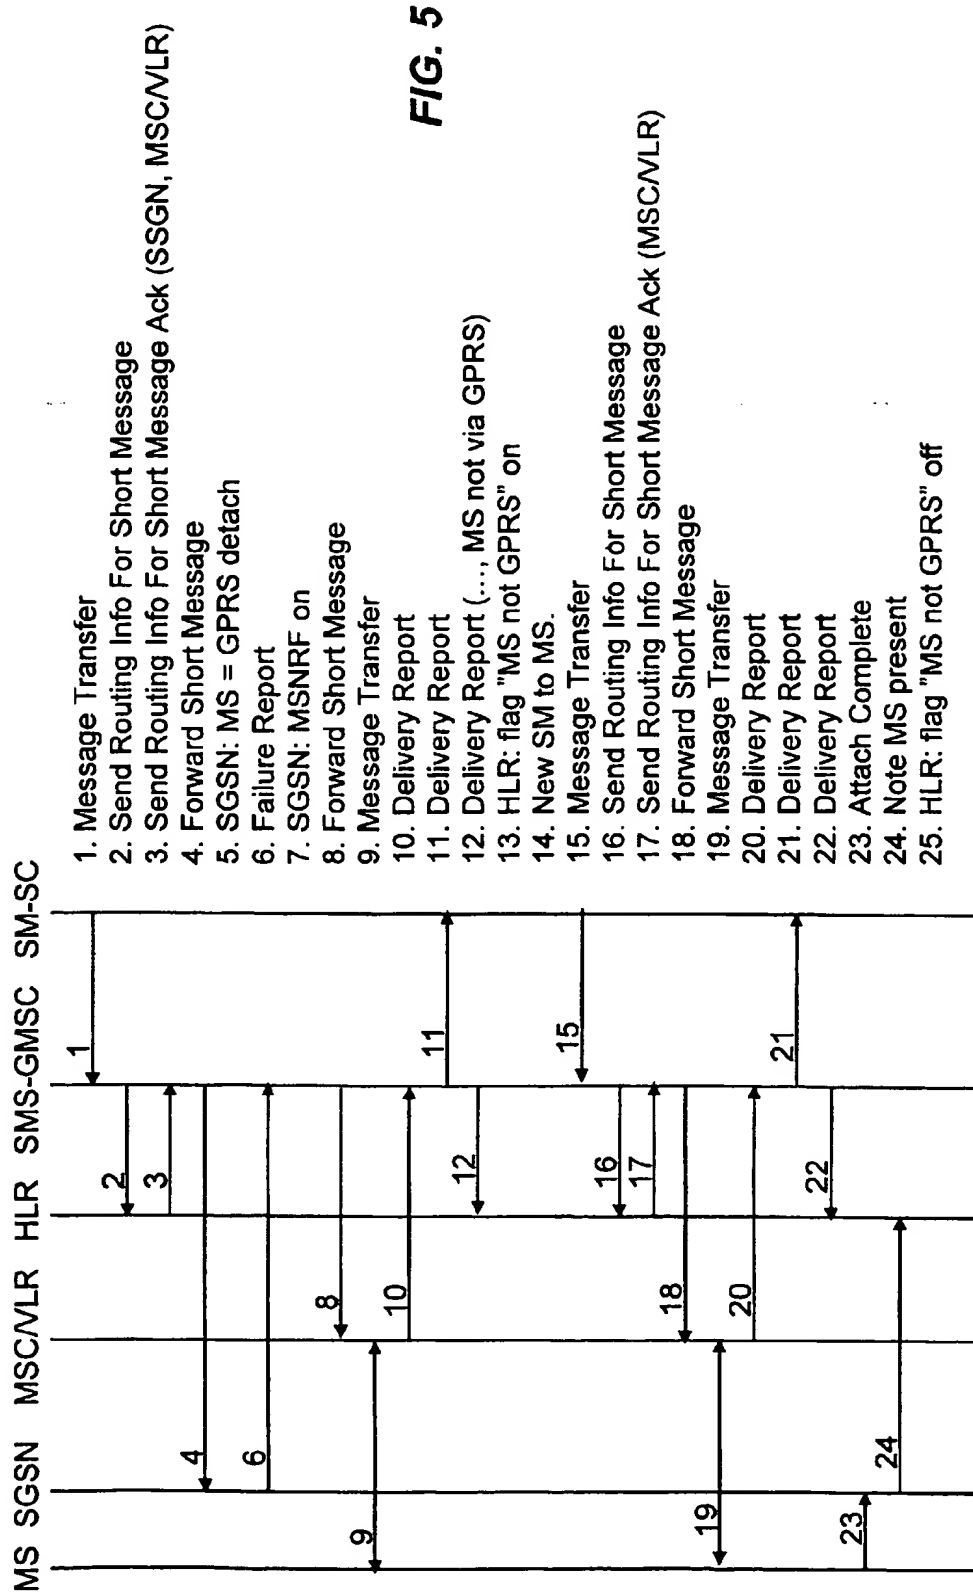 MS SGSN MSC/VLR HLR SMS-GMSC SM-SC
1
2
3
4
6
8
9
10
11
12
15
16
17
18
19
20
21
22
23
24
1. Message Transfer
2. Send Routing Info For Short Message
3. Send Routing Info For Short Message Ack (SSGN, MSC/VLR)
4. Forward Short Message
5. SGSN: MS = GPRS detach
6. Failure Report
7. SGSN: MSNRF on
8. Forward Short Message
9. Message Transfer
10. Delivery Report
11. Delivery Report
12. Delivery Report (..., MS not via GPRS)
13. HLR: flag "MS not GPRS" on
14. New SM to MS.
15. Message Transfer
16. Send Routing Info For Short Message
17. Send Routing Info For Short Message Ack (MSC/VLR)
18. Forward Short Message
19. Message Transfer
20. Delivery Report
21. Delivery Report
22. Delivery Report
23. Attach Complete
24. Note MS present
25. HLR: flag "MS not GPRS" off
FIG. 5